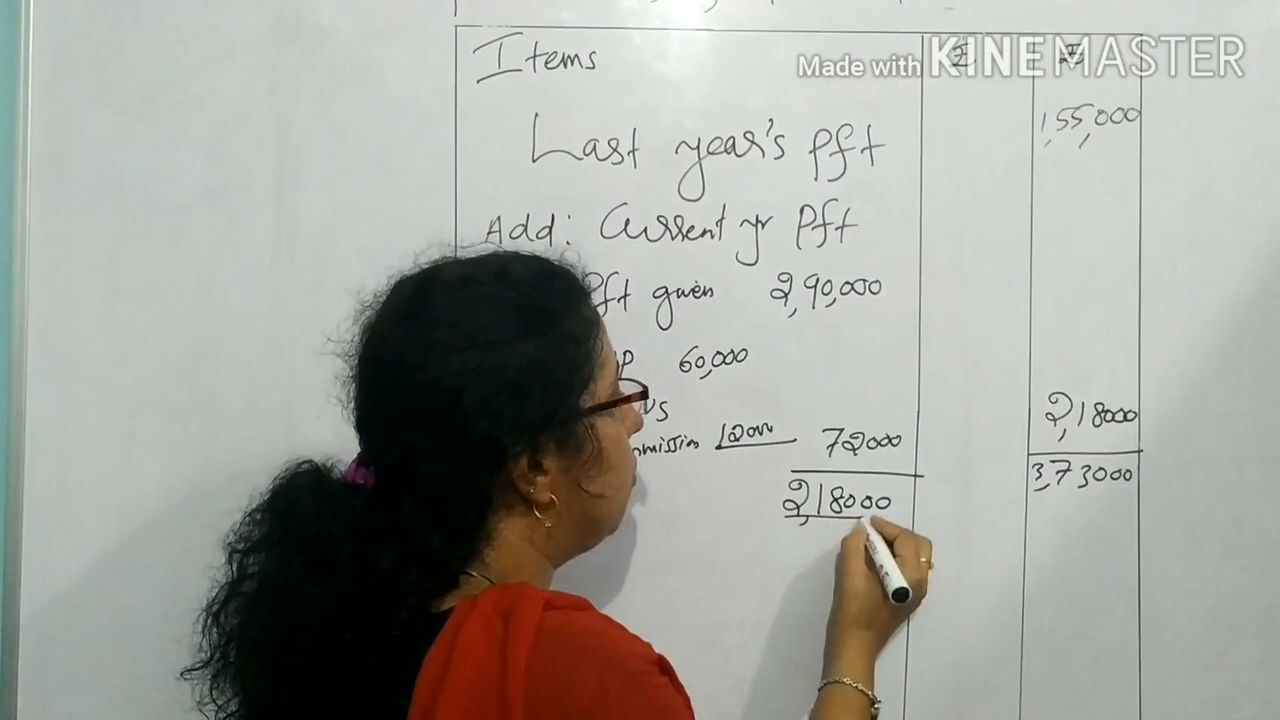 Items ₹ ₹
Made with KINEMASTER
Last year's Pft 1,55,000
Add: Current yr Pft
Pft given 2,90,000
60,000
12000 72000 2,18000
2,18000 3,73000